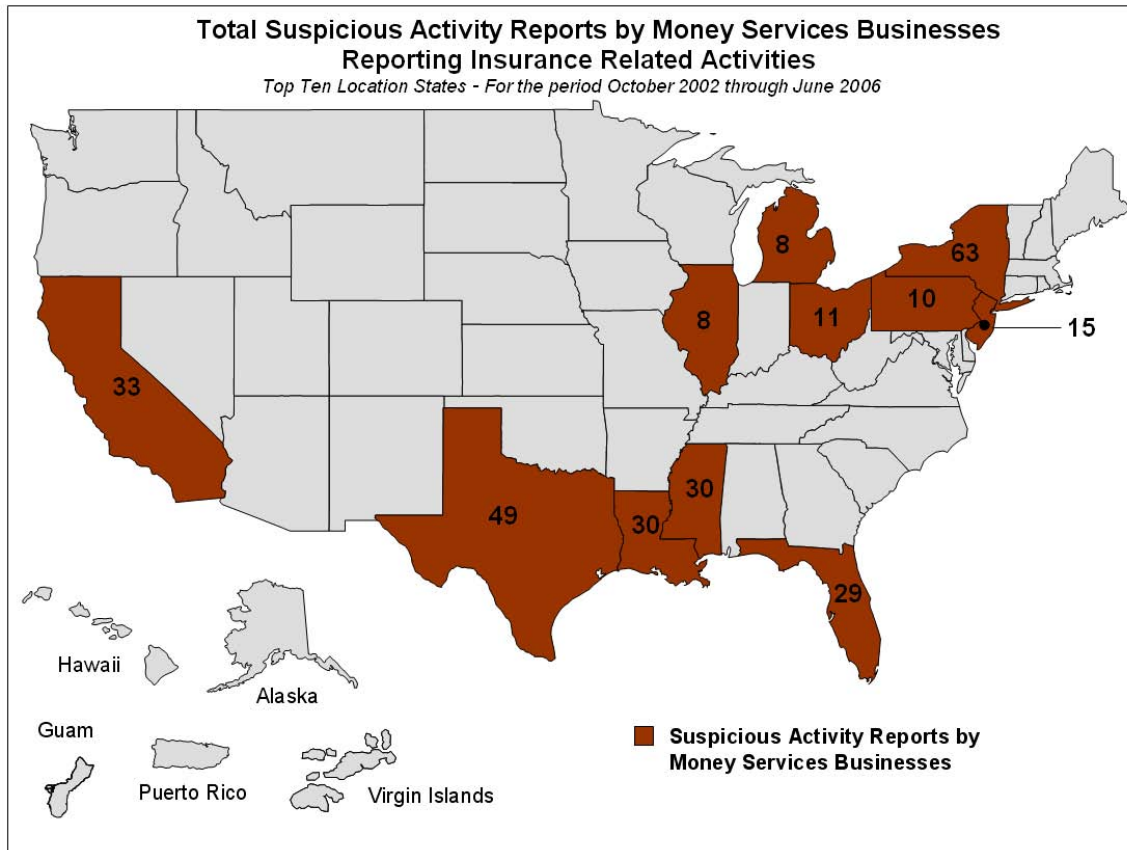 Total Suspicious Activity Reports by Money Services Businesses
Reporting Insurance Related Activities
Top Ten Location States - For the period October 2002 through June 2006
8
63
8
11
10
15
33
30
49
30
29
Hawaii
Alaska
Guam
Puerto Rico
Virgin Islands
Suspicious Activity Reports by
Money Services Businesses